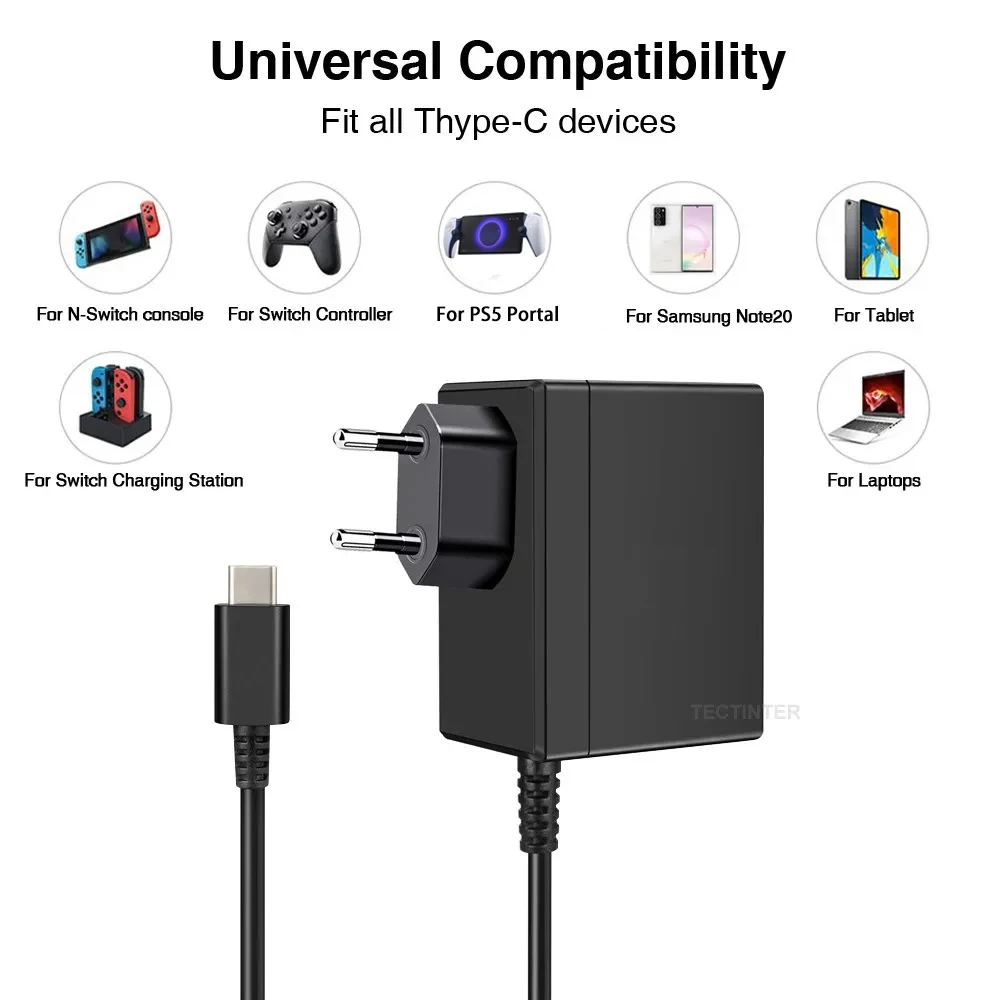 Universal Compatibility
Fit all Thype-C devices
For N-Switch console
For Switch Controller
For PS5 Portal
For Samsung Note20
For Tablet
For Switch Charging Station
For Laptops
TECTINTER